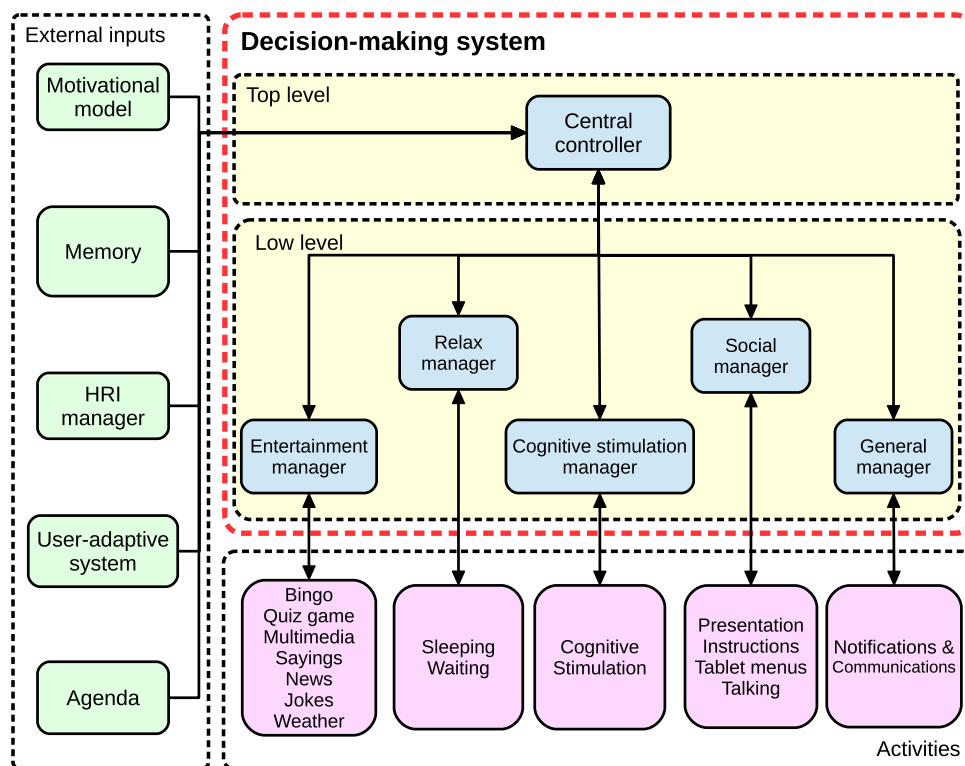 External inputs
Motivational
model
Memory
HRI
manager
User-adaptive
system
Agenda
Decision-making system
Top level
Central
controller
Low level
Relax
manager
Social
manager
Entertainment
manager
Cognitive stimulation
manager
General
manager
Bingo
Quiz game
Multimedia
Sayings
News
Jokes
Weather
Sleeping
Waiting
Cognitive
Stimulation
Presentation
Instructions
Tablet menus
Talking
Notifications &
Communications
Activities